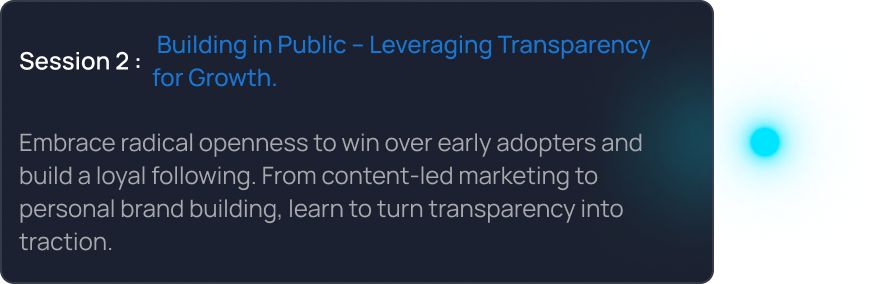 Session 2 : Building in Public – Leveraging Transparency
for Growth.
Embrace radical openness to win over early adopters and
build a loyal following. From content-led marketing to
personal brand building, learn to turn transparency into
traction.